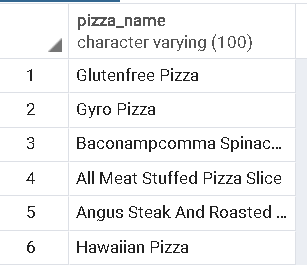 pizza_name
character varying (100)
1 Glutenfree Pizza
2 Gyro Pizza
3 Baconampcomma Spinac...
4 All Meat Stuffed Pizza Slice
5 Angus Steak And Roasted ...
6 Hawaiian Pizza